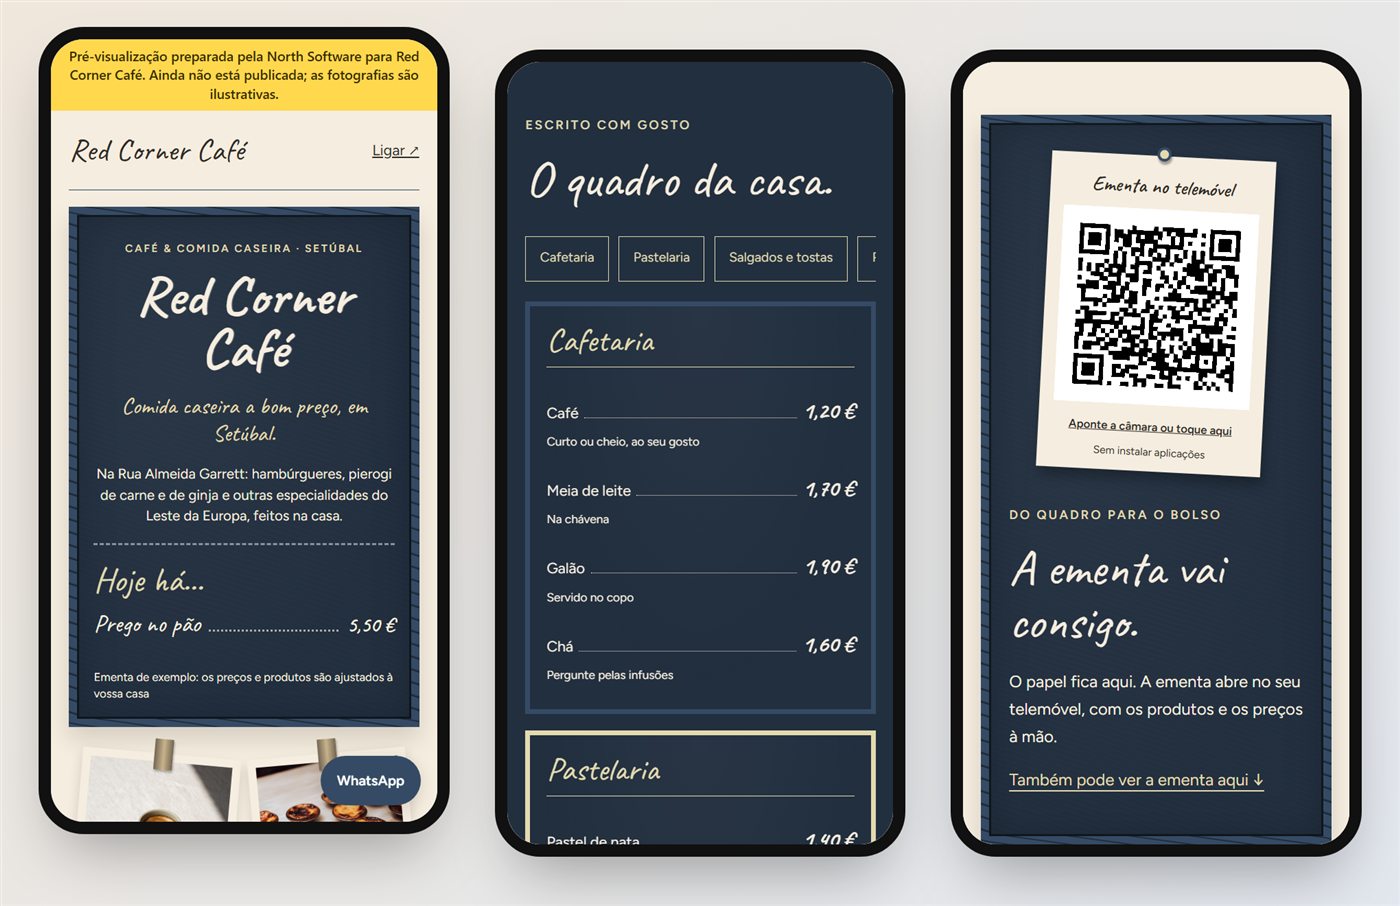 Pré-visualização preparada pela North Software para Red
Corner Café. Ainda não está publicada; as fotografias são
ilustrativas.
Red Corner Café
Ligar ↗
CAFÉ & COMIDA CASEIRA · SETÚBAL
Red Corner
Café
Comida caseira a bom preço, em
Setúbal.
Na Rua Almeida Garrett: hambúrgueres, pierogi
de carne e de ginja e outras especialidades do
Leste da Europa, feitos na casa.
Hoje há...
Prego no pão 5,50 €
Ementa de exemplo: os preços e produtos são ajustados à
vossa casa
WhatsApp
ESCRITO COM GOSTO
O quadro da casa.
Cafetaria
Pastelaria
Salgados e tostas
Cafetaria
Café 1,20 €
Curto ou cheio, ao seu gosto
Meia de leite 1,70 €
Na chávena
Galão 1,90 €
Servido no copo
Chá 1,60 €
Pergunte pelas infusões
Pastelaria
Pastel de nata 1,40 €
Ementa no telemóvel
Aponte a câmara ou toque aqui
Sem instalar aplicações
DO QUADRO PARA O BOLSO
A ementa vai
consigo.
O papel fica aqui. A ementa abre no seu
telemóvel, com os produtos e os preços
à mão.
Também pode ver a ementa aqui ↓